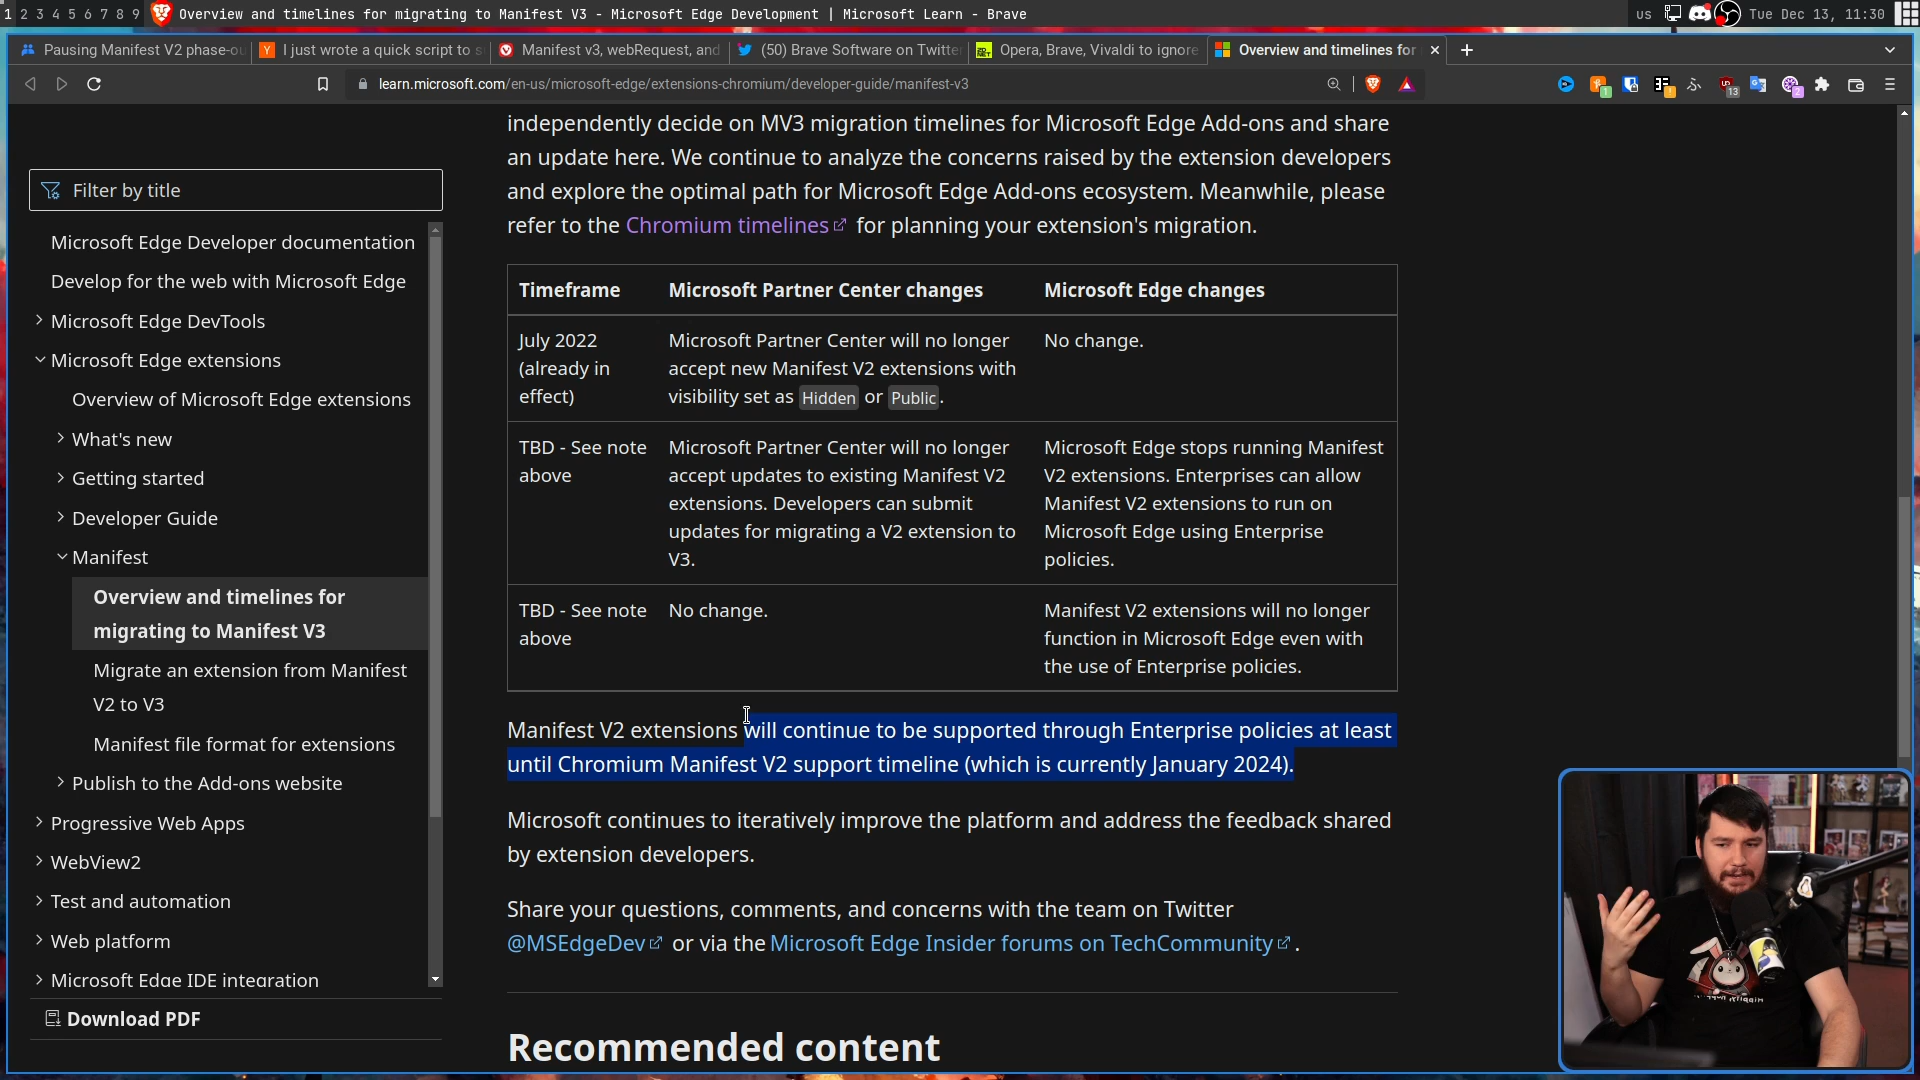 1 2 3 4 5 6 7 8 9 Overview and timelines for migrating to Manifest V3 - Microsoft Edge Development | Microsoft Learn - Brave us Tue Dec 13, 11:30
Pausing Manifest V2 phase-ou I just wrote a quick script to s Manifest v3, webRequest, and (50) Brave Software on Twitter Opera, Brave, Vivaldi to ignore Overview and timelines for
learn.microsoft.com/en-us/microsoft-edge/extensions-chromium/developer-guide/manifest-v3 1 13 2
Filter by title
Microsoft Edge Developer documentation
Develop for the web with Microsoft Edge
Microsoft Edge DevTools
Microsoft Edge extensions
Overview of Microsoft Edge extensions
What's new
Getting started
Developer Guide
Manifest
Overview and timelines for
migrating to Manifest V3
Migrate an extension from Manifest
V2 to V3
Manifest file format for extensions
Publish to the Add-ons website
Progressive Web Apps
WebView2
Test and automation
Web platform
Microsoft Edge IDE integration
Download PDF
independently decide on MV3 migration timelines for Microsoft Edge Add-ons and share
an update here. We continue to analyze the concerns raised by the extension developers
and explore the optimal path for Microsoft Edge Add-ons ecosystem. Meanwhile, please
refer to the Chromium timelines for planning your extension's migration.
Timeframe Microsoft Partner Center changes Microsoft Edge changes
July 2022
(already in
effect)
Microsoft Partner Center will no longer
accept new Manifest V2 extensions with
visibility set as Hidden or Public.
No change.
TBD - See note
above
Microsoft Partner Center will no longer
accept updates to existing Manifest V2
extensions. Developers can submit
updates for migrating a V2 extension to
V3.
Microsoft Edge stops running Manifest
V2 extensions. Enterprises can allow
Manifest V2 extensions to run on
Microsoft Edge using Enterprise
policies.
TBD - See note
above
No change.
Manifest V2 extensions will no longer
function in Microsoft Edge even with
the use of Enterprise policies.
Manifest V2 extensions will continue to be supported through Enterprise policies at least
until Chromium Manifest V2 support timeline (which is currently January 2024).
Microsoft continues to iteratively improve the platform and address the feedback shared
by extension developers.
Share your questions, comments, and concerns with the team on Twitter
@MSEdgeDev or via the Microsoft Edge Insider forums on TechCommunity.
Recommended content